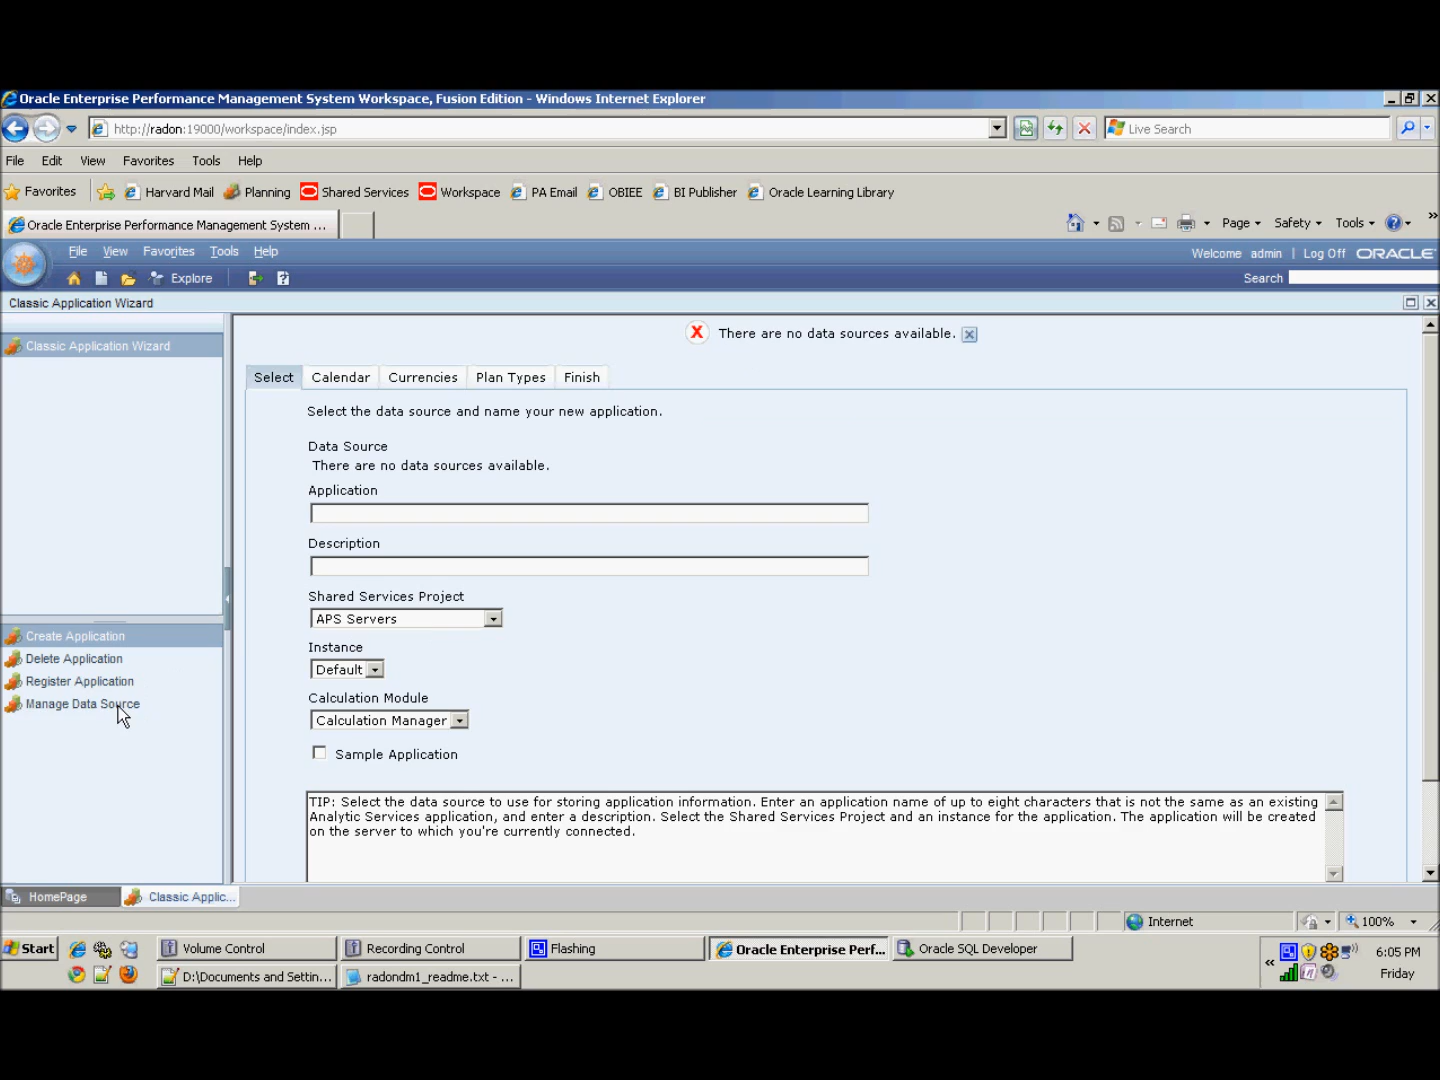 Oracle Enterprise Performance Management System Workspace, Fusion Edition - Windows Internet Explorer
http://radon:19000/workspace/index.jsp
Live Search
File Edit View Favorites Tools Help
Favorites Harvard Mail Planning Shared Services Workspace PA Email OBIEE BI Publisher Oracle Learning Library
Oracle Enterprise Performance Management System ...
Page Safety Tools
File View Favorites Tools Help
Welcome admin | Log Off ORACLE
Explore
Search
Classic Application Wizard
Classic Application Wizard
There are no data sources available.
Select Calendar Currencies Plan Types Finish
Select the data source and name your new application.
Data Source
There are no data sources available.
Application
Description
Shared Services Project
APS Servers
Instance
Default
Calculation Module
Calculation Manager
Sample Application
TIP: Select the data source to use for storing application information. Enter an application name of up to eight characters that is not the same as an existing
Analytic Services application, and enter a description. Select the Shared Services Project and an instance for the application. The application will be created
on the server to which you're currently connected.
Create Application
Delete Application
Register Application
Manage Data Source
HomePage Classic Applic...
Internet
100%
Start
Volume Control
Recording Control
Flashing
Oracle Enterprise Perf...
Oracle SQL Developer
6:05 PM
D:\Documents and Settin...
radondm1_readme.txt - ...
Friday